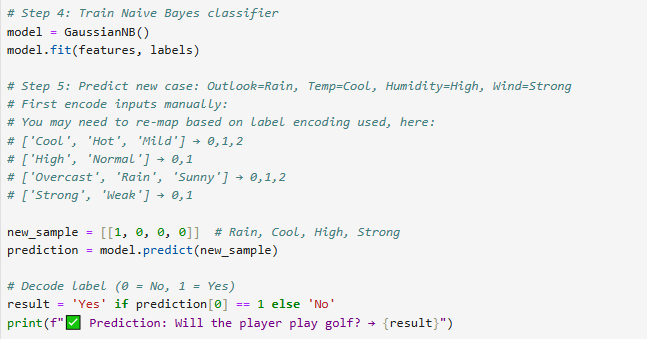 # Step 4: Train Naive Bayes classifier
model = GaussianNB()
model.fit(features, labels)
# Step 5: Predict new case: Outlook=Rain, Temp=Cool, Humidity=High, Wind=Strong
# First encode inputs manually:
# You may need to re-map based on label encoding used, here:
# ['Cool', 'Hot', 'Mild'] → 0,1,2
# ['High', 'Normal'] → 0,1
# ['Overcast', 'Rain', 'Sunny'] → 0,1,2
# ['Strong', 'Weak'] → 0,1
new_sample = [[1, 0, 0, 0]]  # Rain, Cool, High, Strong
prediction = model.predict(new_sample)
# Decode label (0 = No, 1 = Yes)
result = 'Yes' if prediction[0] == 1 else 'No'
print(f"✅ Prediction: Will the player play golf? → {result}")